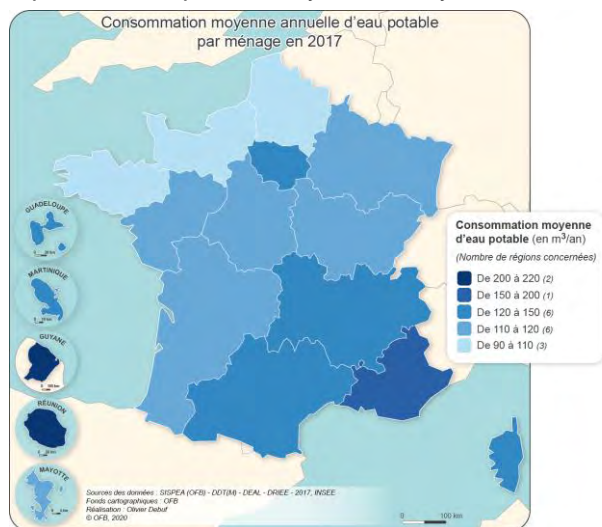 Consommation moyenne annuelle d'eau potable
par ménage en 2017
GUADELOUPE
MARTINIQUE
GUYANE
RÉUNION
MAYOTTE
Consommation moyenne
d'eau potable (en m³/an)
(Nombre de régions concernées)
De 200 à 220 (2)
De 150 à 200 (1)
De 120 à 150 (6)
De 110 à 120 (6)
De 90 à 110 (3)
Sources des données : SISPEA (OFB) - DDT(M) - DEAL - DRIEE - 2017, INSEE
Fonds cartographiques : OFB
Réalisation : Olivier Debuf
© OFB, 2020
0 100 km